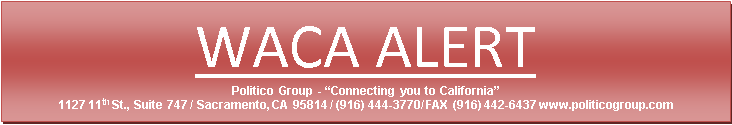 WACA ALERT
Politico Group - “Connecting you to California”
1127 11th St., Suite 747 / Sacramento, CA 95814 / (916) 444-3770/ FAX (916) 442-6437 www.politicogroup.com